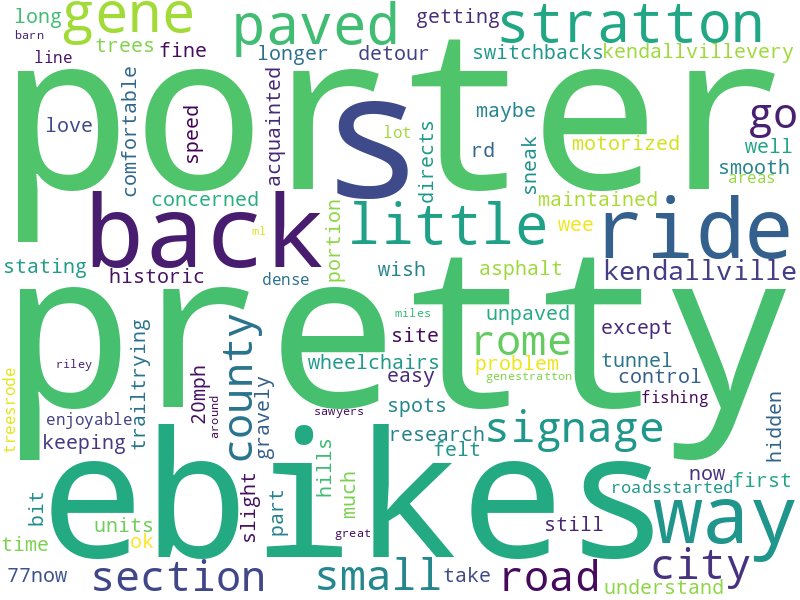 long
gene
paved
getting
stratton
barn
trees
fine
line
longer
detour
switchbacks
kendallvillevery
porter
love
comfortable
speed
acquainted
s
lot
directs
maybe
rd
sneak
motorized
go
well
smooth
areas
concerned
back
ml
portion
little
maintained
wee
ride
stating
historic
dense
wish
asphalt
kendallville
pretty
miles
unpaved
site
rome
except
riley
wheelchairs
problem
tunnel
easy
genestratton
control
fishing
treesrode
trailtrying
20mph
around
county
gravely
sawyers
spots
enjoyable
keeping
research
signage
felt
hidden
ebikes
hills
much
now
first
roadsstarted
bit
slight
part
units
great
still
way
time
ok
77now
section
small
take
road
city
understand